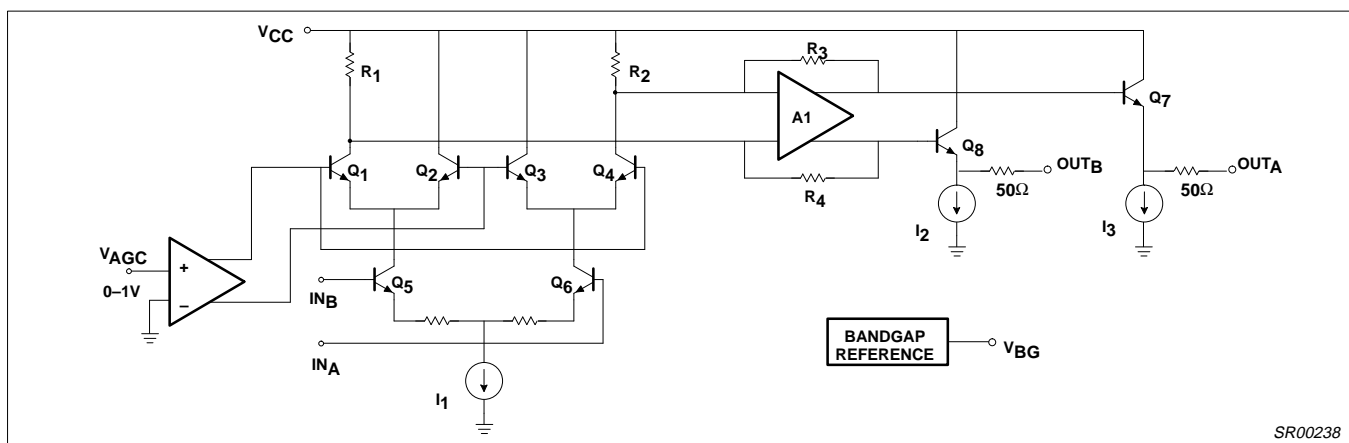 VCC
R1
R2
R3
A1
Q7
Q8
Q1
Q2
Q3
Q4
R4
50Ω
OUTB
50Ω
OUTA
I2
I3
VAGC
0–1V
+
–
INB
Q5
Q6
INA
I1
BANDGAP
REFERENCE
VBG
SR00238